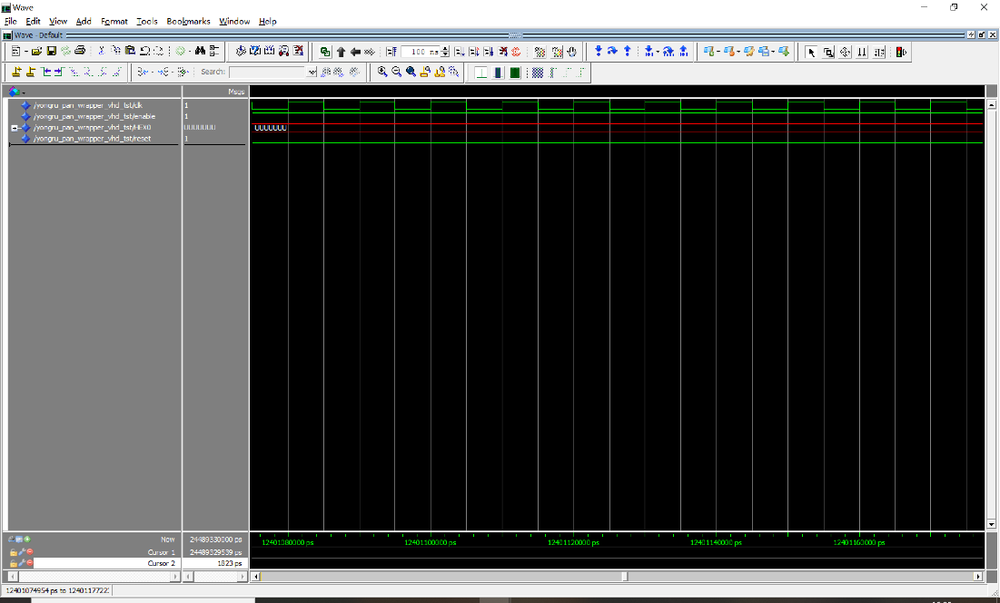 Wave
File Edit View Add Format Tools Bookmarks Window Help
Wave - Default
100 ns
Search:
Msgs
/yongru_pan_wrapper_vhd_tst/clk 1
/yongru_pan_wrapper_vhd_tst/enable 1
/yongru_pan_wrapper_vhd_tst/HEX0 UUUUUUU UUUUUUU
/yongru_pan_wrapper_vhd_tst/reset 1
Now 24489330000 ps 12401080000 ps 12401100000 ps 12401120000 ps 12401140000 ps 12401160000 ps
Cursor 1 24489329539 ps
Cursor 2 1823 ps
12401074954 ps to